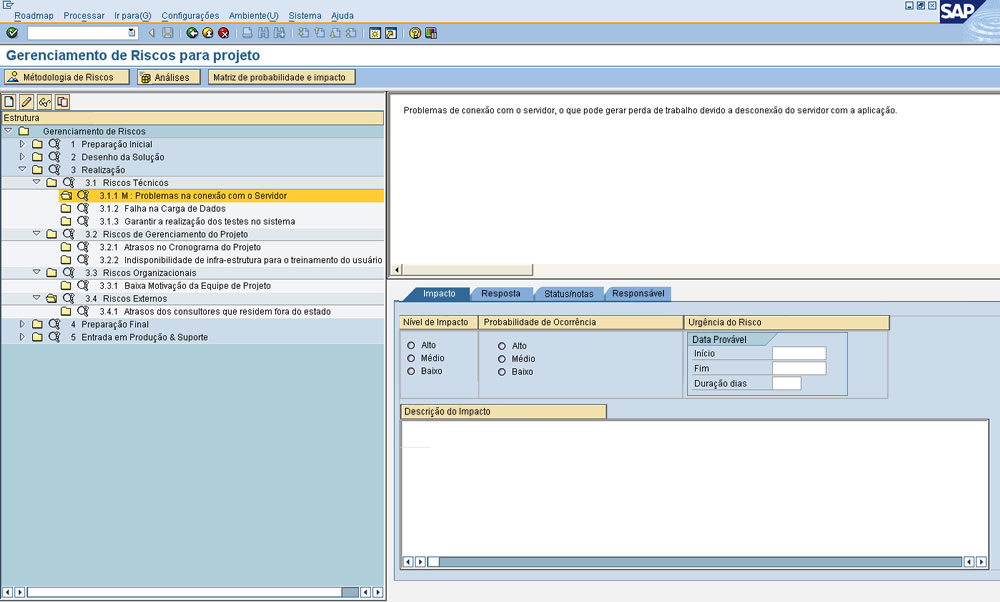 Roadmap Processar Ir para(G) Configurações Ambiente(U) Sistema Ajuda
SAP
Gerenciamento de Riscos para projeto
Métodologia de Riscos Análises Matriz de probabilidade e impacto
Estrutura
Gerenciamento de Riscos
1 Preparação Inicial
2 Desenho da Solução
3 Realização
3.1 Riscos Técnicos
3.1.1 M : Problemas na conexão com o Servidor
3.1.2 Falha na Carga de Dados
3.1.3 Garantir a realização dos testes no sistema
3.2 Riscos de Gerenciamento do Projeto
3.2.1 Atrasos no Cronograma do Projeto
3.2.2 Indisponibilidade de infra-estrutura para o treinamento do usuário
3.3 Riscos Organizacionais
3.3.1 Baixa Motivação da Equipe de Projeto
3.4 Riscos Externos
3.4.1 Atrasos dos consultores que residem fora do estado
4 Preparação Final
5 Entrada em Produção & Suporte
Problemas de conexão com o servidor, o que pode gerar perda de trabalho devido a desconexão do servidor com a aplicação.
Impacto Resposta Status/notas Responsável
Nível de Impacto Probabilidade de Ocorrência Urgência do Risco
Alto Alto
Médio Médio
Baixo Baixo
Data Provável
Início
Fim
Duração dias
Descrição do Impacto